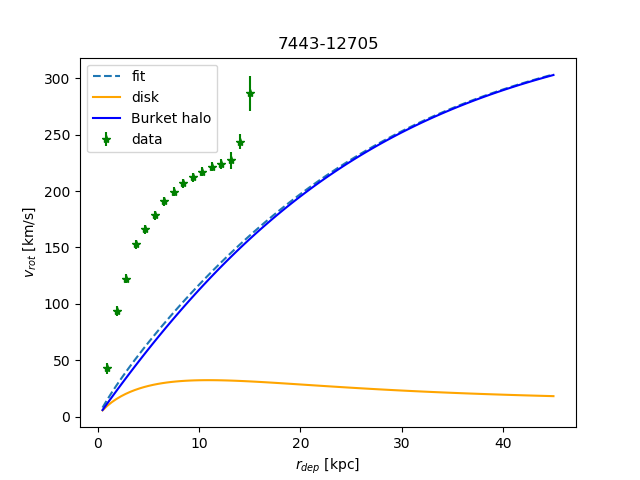 7443-12705
fit
disk
Burket halo
data
300
250
200
150
100
50
0
v_rot [km/s]
0 10 20 30 40
r_dep [kpc]